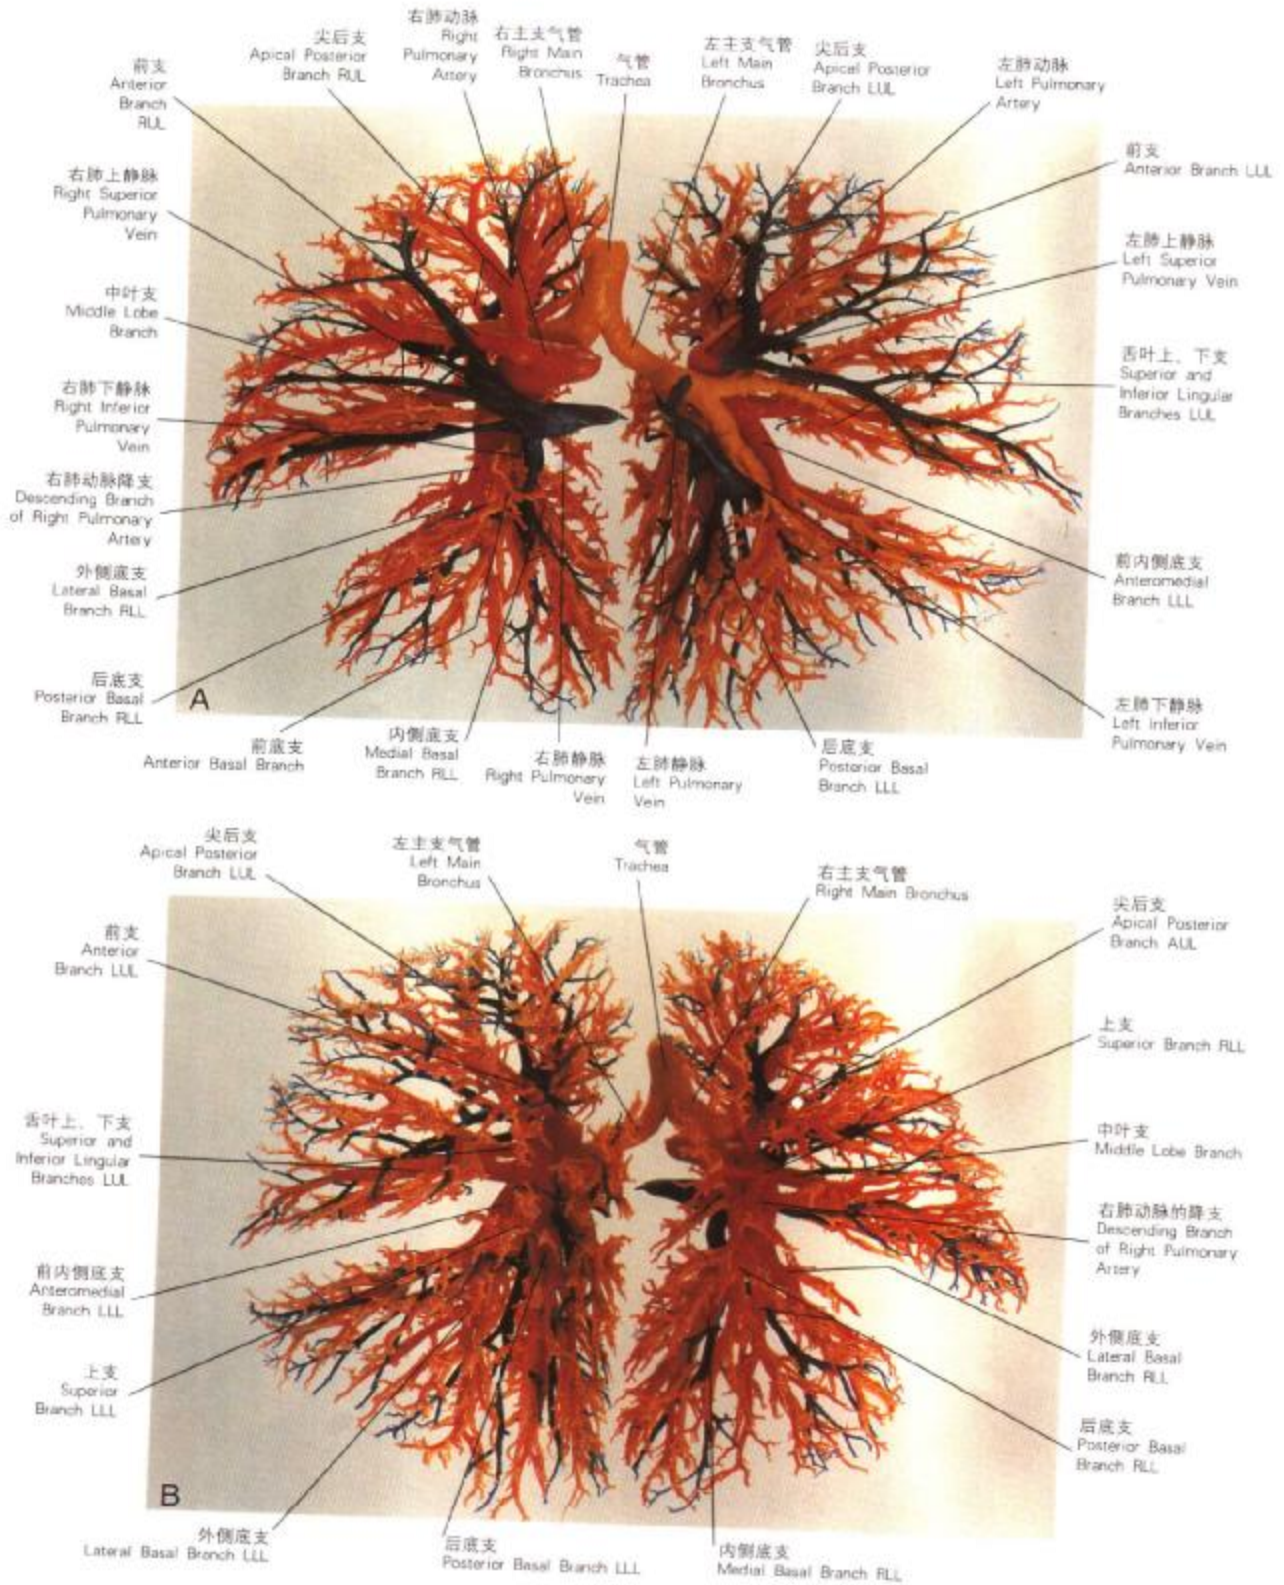 右肺动脉
Right
Pulmonary
Artery
右主支气管
Right Main
Bronchus
尖后支
Apical Posterior
Branch RUL
气管
Trachea
左主支气管
Left Main
Bronchus
尖后支
Apical Posterior
Branch LUL
左肺动脉
Left Pulmonary
Artery
前支
Anterior
Branch
RUL
前支
Anterior Branch LUL
右肺上静脉
Right Superior
Pulmonary
Vein
左肺上静脉
Left Superior
Pulmonary Vein
中叶支
Middle Lobe
Branch
舌叶上、下支
Superior and
Inferior Lingular
Branches LUL
右肺下静脉
Right Inferior
Pulmonary
Vein
右肺动脉降支
Descending Branch
of Right Pulmonary
Artery
外侧底支
Lateral Basal
Branch RLL
前内侧底支
Anteromedial
Branch LLL
后底支
Posterior Basal
Branch RLL
A
左肺下静脉
Left Inferior
Pulmonary Vein
前底支
Anterior Basal Branch
内侧底支
Medial Basal
Branch RLL
右肺静脉
Right Pulmonary
Vein
左肺静脉
Left Pulmonary
Vein
后底支
Posterior Basal
Branch LLL
尖后支
Apical Posterior
Branch LUL
左主支气管
Left Main
Bronchus
气管
Trachea
右主支气管
Right Main Bronchus
尖后支
Apical Posterior
Branch AUL
前支
Anterior
Branch LUL
上支
Superior Branch RLL
舌叶上、下支
Superior and
Inferior Lingular
Branches LUL
中叶支
Middle Lobe Branch
右肺动脉的降支
Descending Branch
of Right Pulmonary
Artery
前内侧底支
Anteromedial
Branch LLL
外侧底支
Lateral Basal
Branch RLL
上支
Superior
Branch LLL
后底支
Posterior Basal
Branch RLL
B
外侧底支
Lateral Basal Branch LLL
后底支
Posterior Basal Branch LLL
内侧底支
Medial Basal Branch RLL